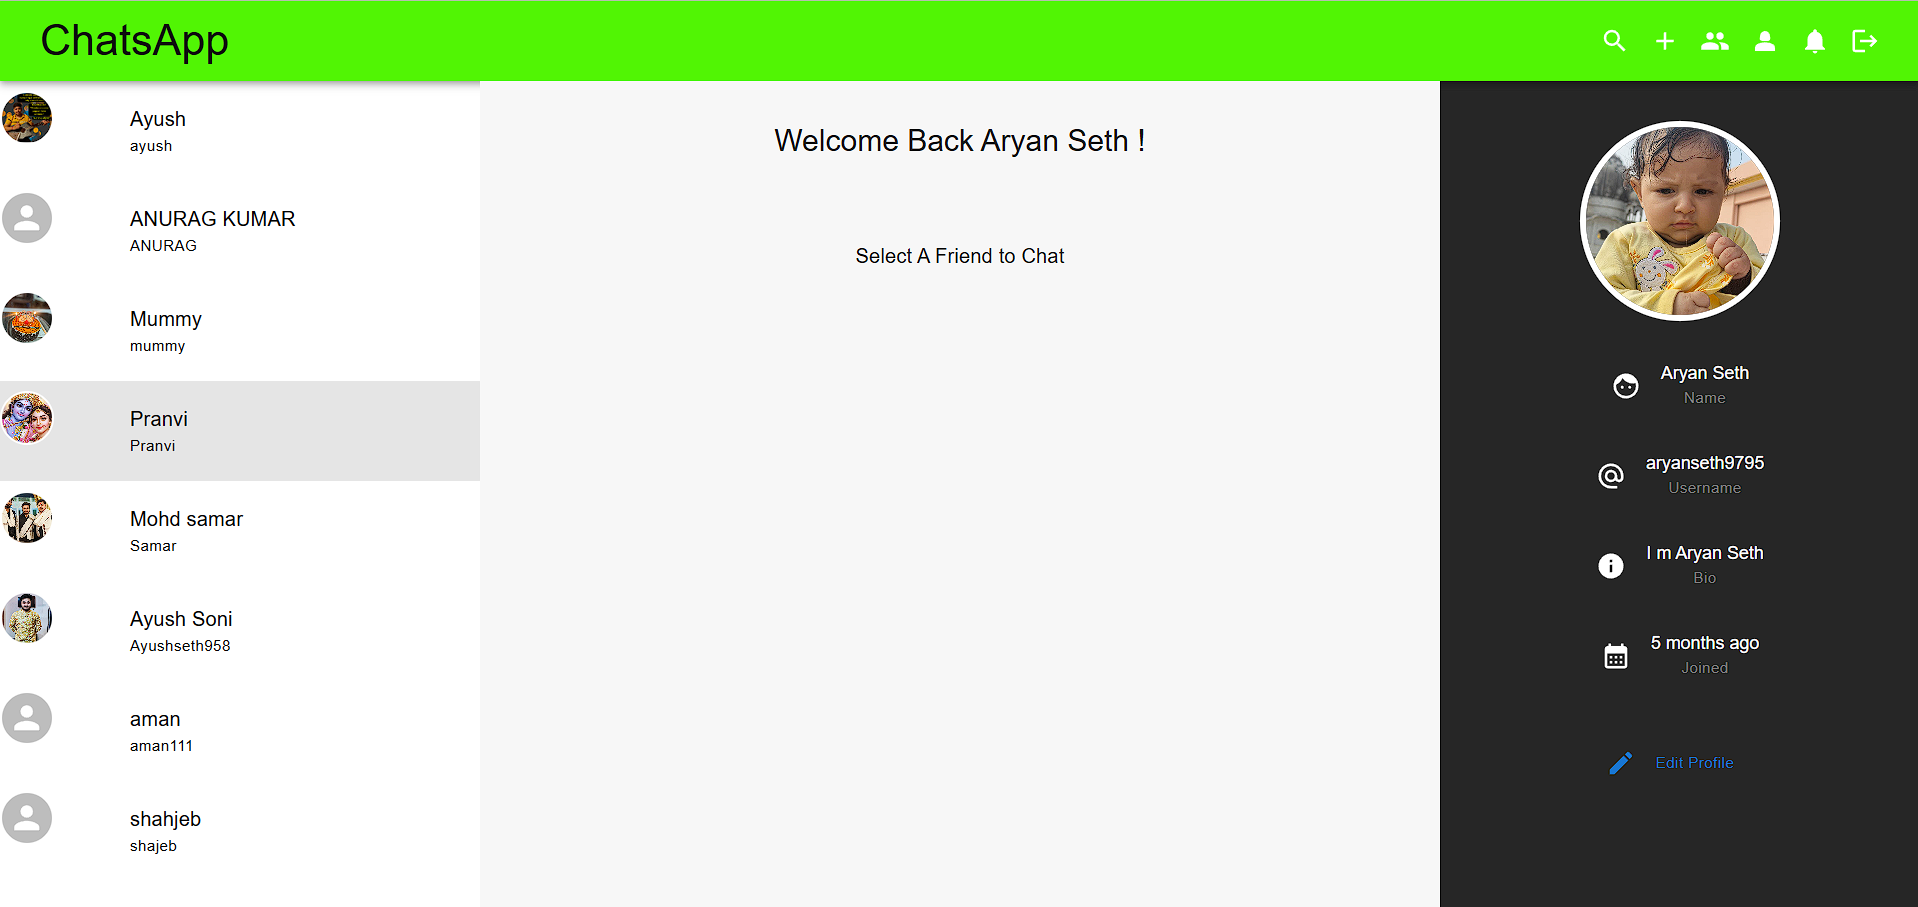 ChatsApp
Ayush
ayush
ANURAG KUMAR
ANURAG
Mummy
mummy
Pranvi
Pranvi
Mohd samar
Samar
Ayush Soni
Ayushseth958
aman
aman111
shahjeb
shajeb
Welcome Back Aryan Seth !
Select A Friend to Chat
Aryan Seth
Name
aryanseth9795
Username
I m Aryan Seth
Bio
5 months ago
Joined
Edit Profile